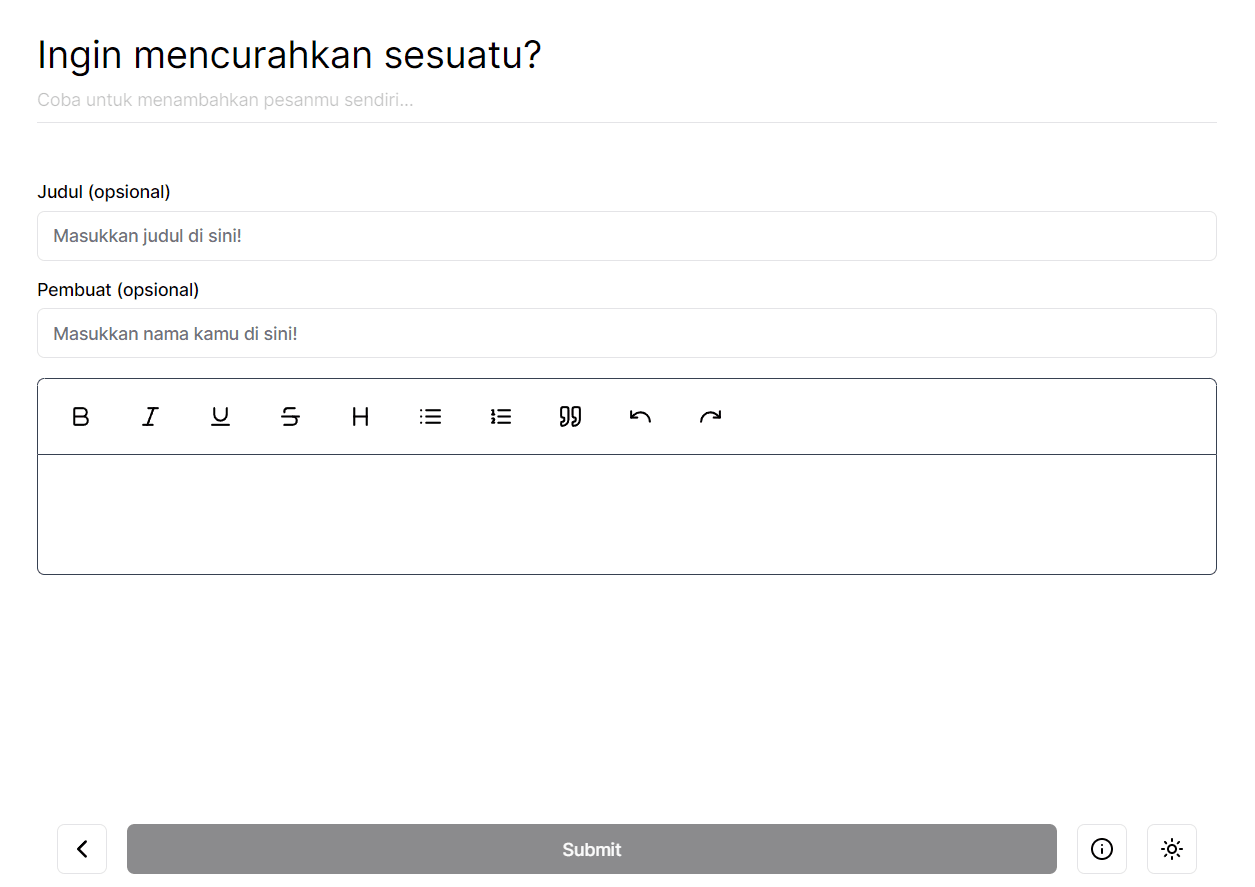 Ingin mencurahkan sesuatu?
Coba untuk menambahkan pesanmu sendiri...
Judul (opsional)
Masukkan judul di sini!
Pembuat (opsional)
Masukkan nama kamu di sini!
Submit